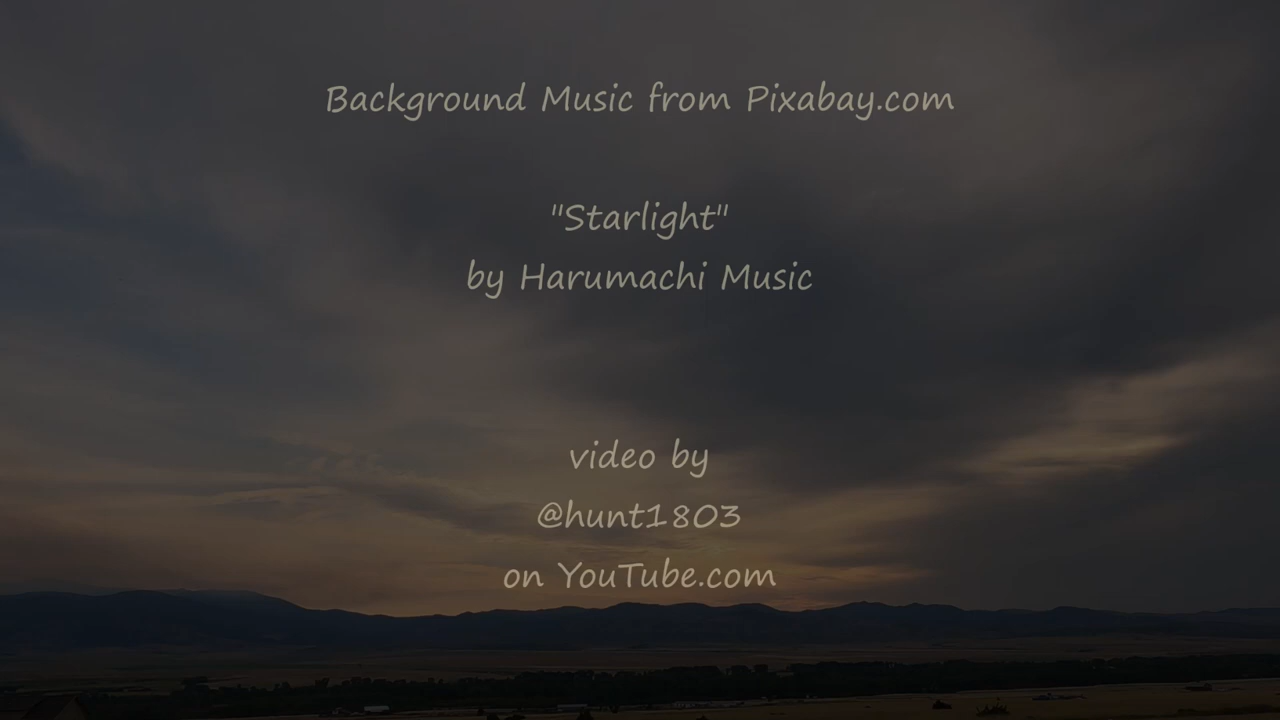 Background Music from Pixabay.com
"Starlight"
by Harumachi Music
video by
@hunt1803
on YouTube.com